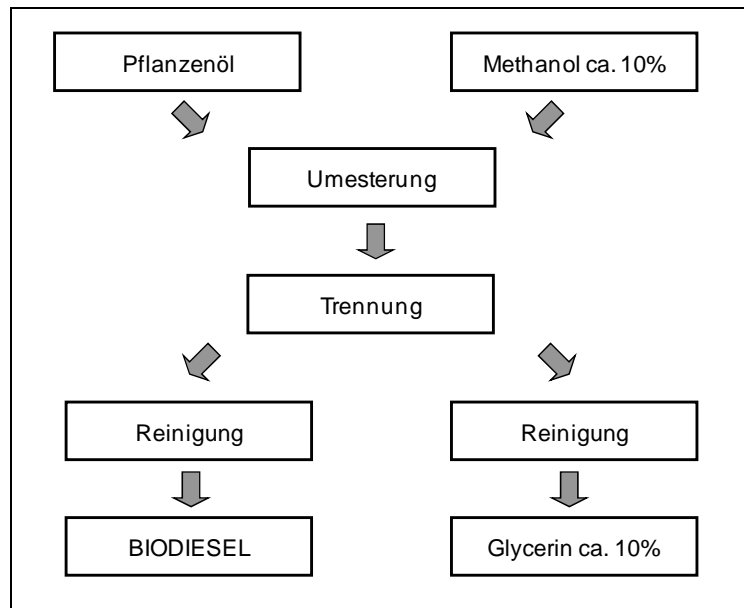 Pflanzenöl
Methanol ca. 10%
Umesterung
Trennung
Reinigung
Reinigung
BIODIESEL
Glycerin ca. 10%